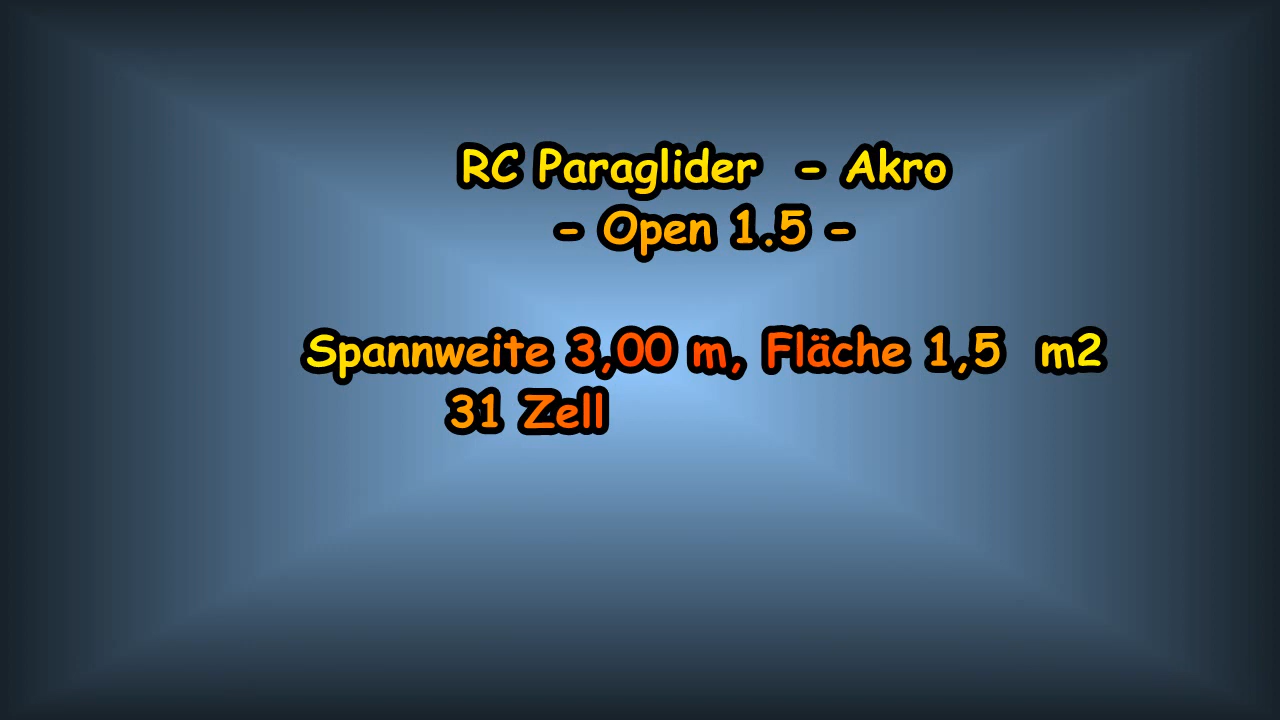 RC Paraglider - Akro
- Open 1.5 -
Spannweite 3,00 m, Fläche 1,5 m2
31 Zell